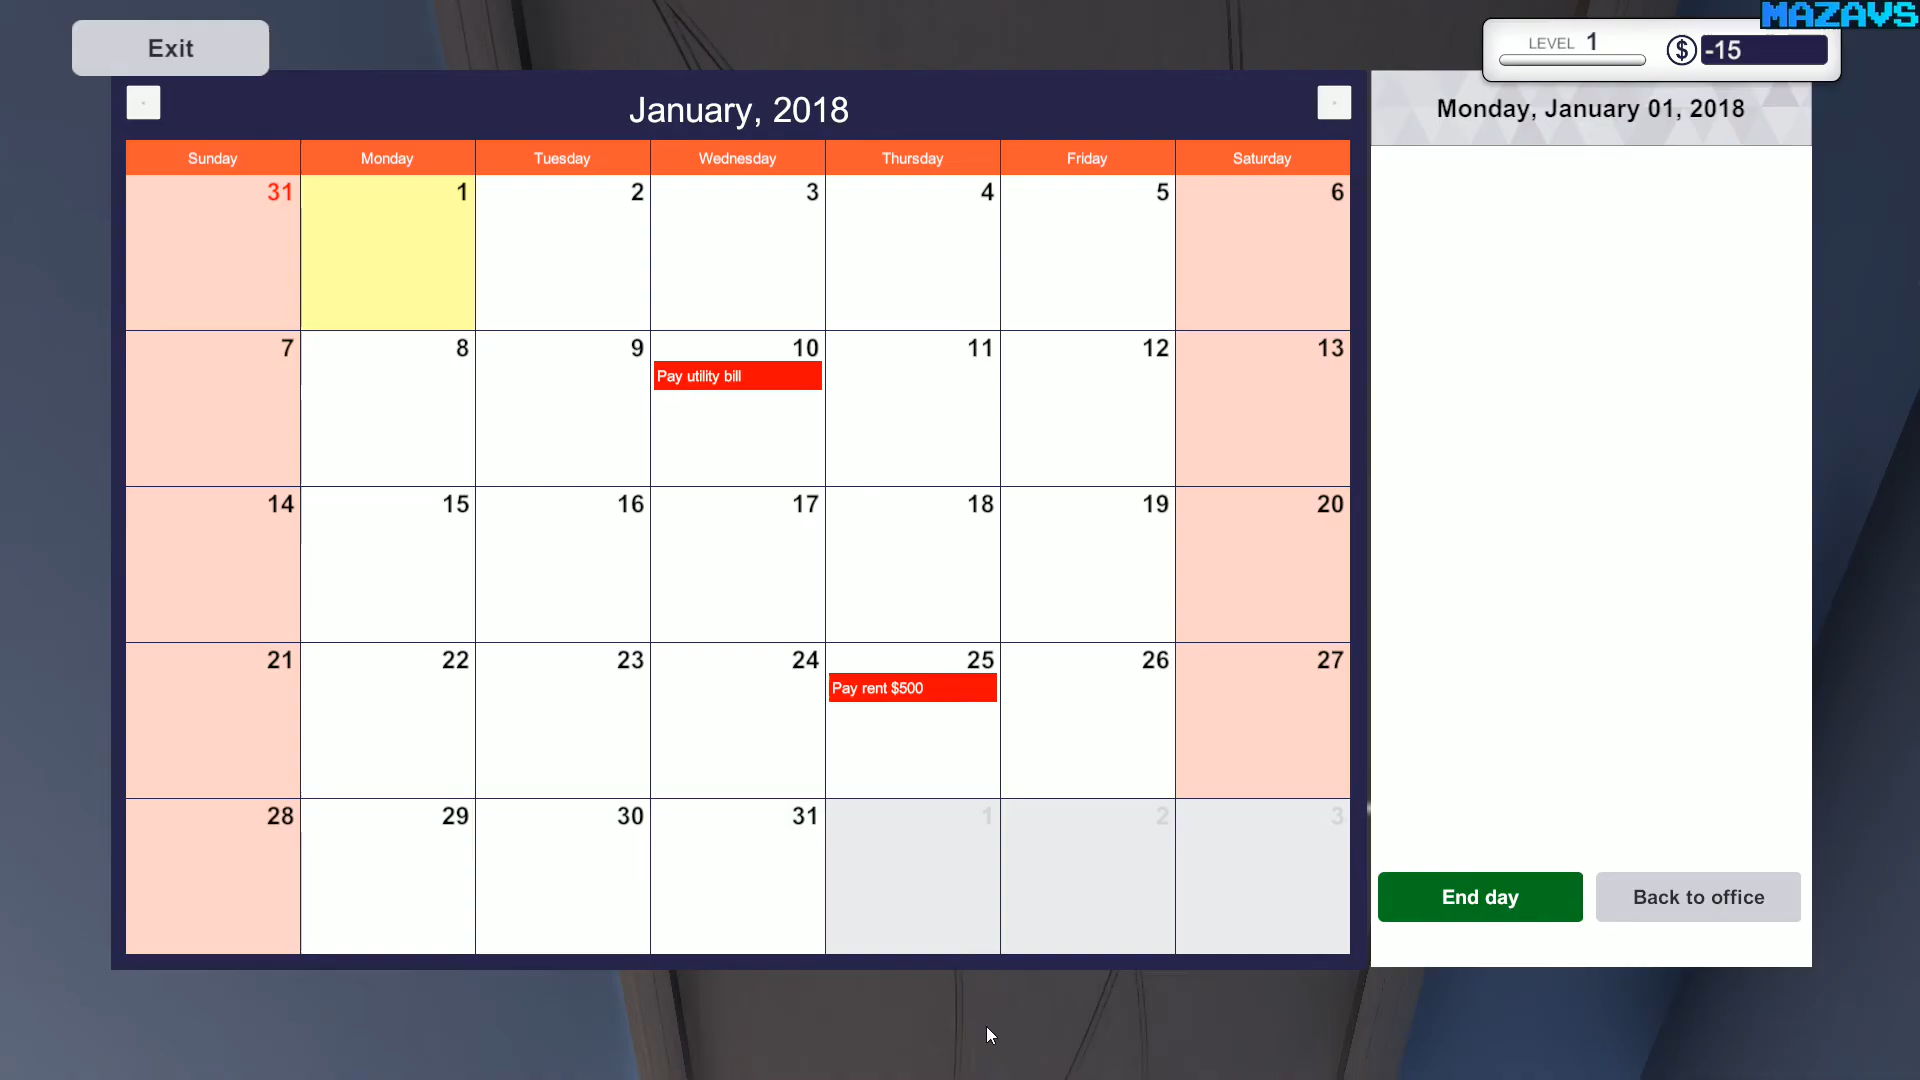 MAZAVS
Exit
LEVEL 1
$ -15
January, 2018
Monday, January 01, 2018
Sunday Monday Tuesday Wednesday Thursday Friday Saturday
31 1 2 3 4 5 6
7 8 9 10 11 12 13
Pay utility bill
14 15 16 17 18 19 20
21 22 23 24 25 26 27
Pay rent $500
28 29 30 31 1 2 3
End day
Back to office